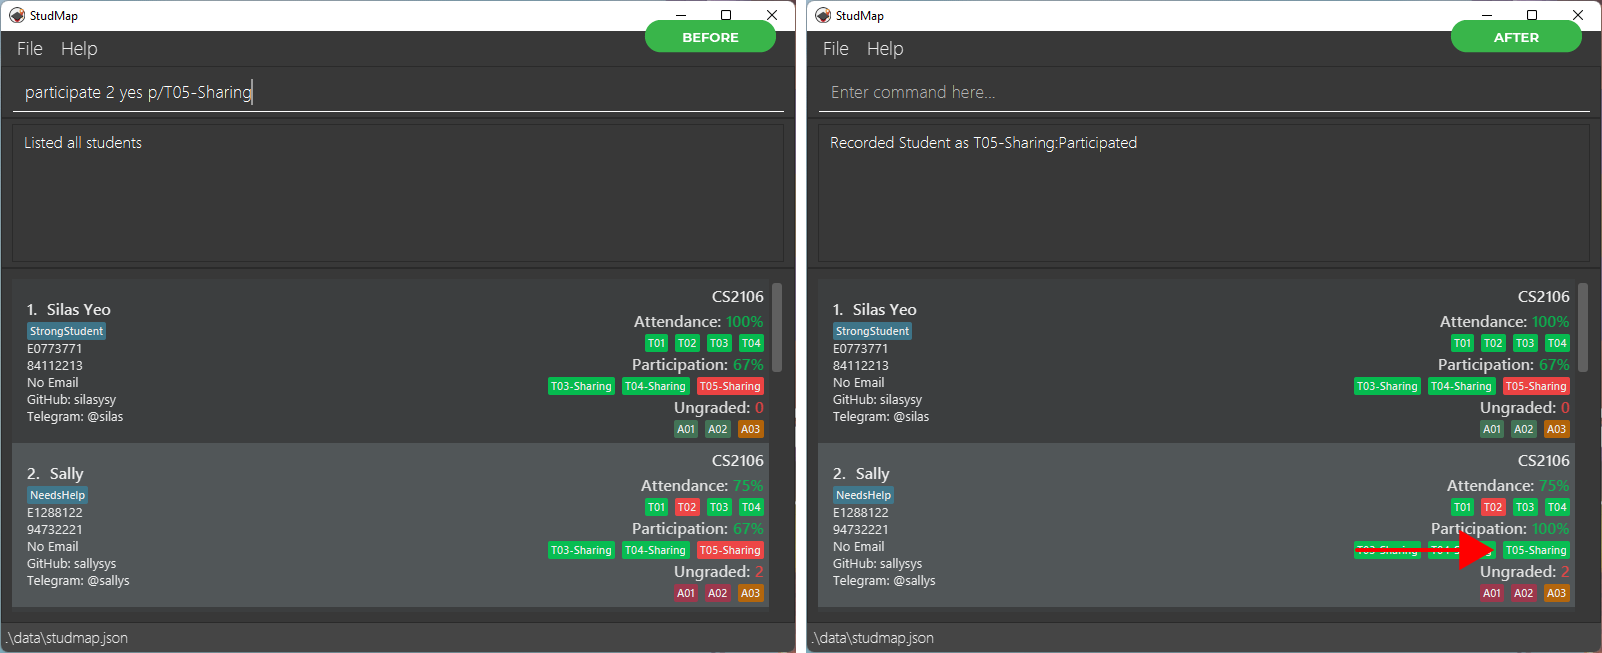 StudMap
BEFORE
File Help
participate 2 yes p/T05-Sharing
Listed all students
1. Silas Yeo
StrongStudent
E0773771
84112213
No Email
GitHub: silasysy
Telegram: @silas
CS2106
Attendance: 100%
T01 T02 T03 T04
Participation: 67%
T03-Sharing T04-Sharing T05-Sharing
Ungraded: 0
A01 A02 A03
2. Sally
NeedsHelp
E1288122
94732221
No Email
GitHub: sallysys
Telegram: @sallys
CS2106
Attendance: 75%
T01 T02 T03 T04
Participation: 67%
T03-Sharing T04-Sharing T05-Sharing
Ungraded: 2
A01 A02 A03
.\data\studmap.json
StudMap
AFTER
File Help
Enter command here...
Recorded Student as T05-Sharing:Participated
1. Silas Yeo
StrongStudent
E0773771
84112213
No Email
GitHub: silasysy
Telegram: @silas
CS2106
Attendance: 100%
T01 T02 T03 T04
Participation: 67%
T03-Sharing T04-Sharing T05-Sharing
Ungraded: 0
A01 A02 A03
2. Sally
NeedsHelp
E1288122
94732221
No Email
GitHub: sallysys
Telegram: @sallys
CS2106
Attendance: 75%
T01 T02 T03 T04
Participation: 100%
T03-Sharing T05-Sharing
Ungraded: 2
A01 A02 A03
.\data\studmap.json